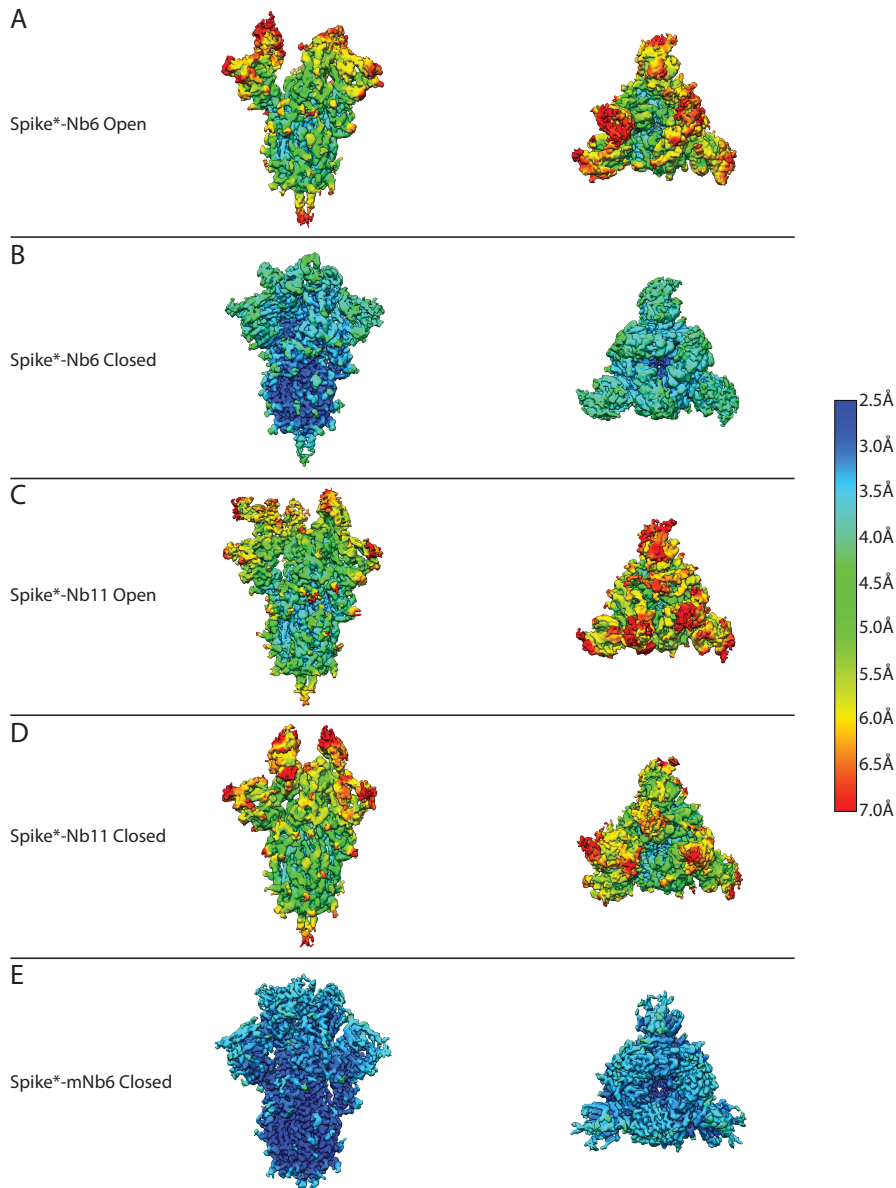 A
Spike*-Nb6 Open
B
Spike*-Nb6 Closed
C
Spike*-Nb11 Open
D
Spike*-Nb11 Closed
E
Spike*-mNb6 Closed
2.5Å
3.0Å
3.5Å
4.0Å
4.5Å
5.0Å
5.5Å
6.0Å
6.5Å
7.0Å